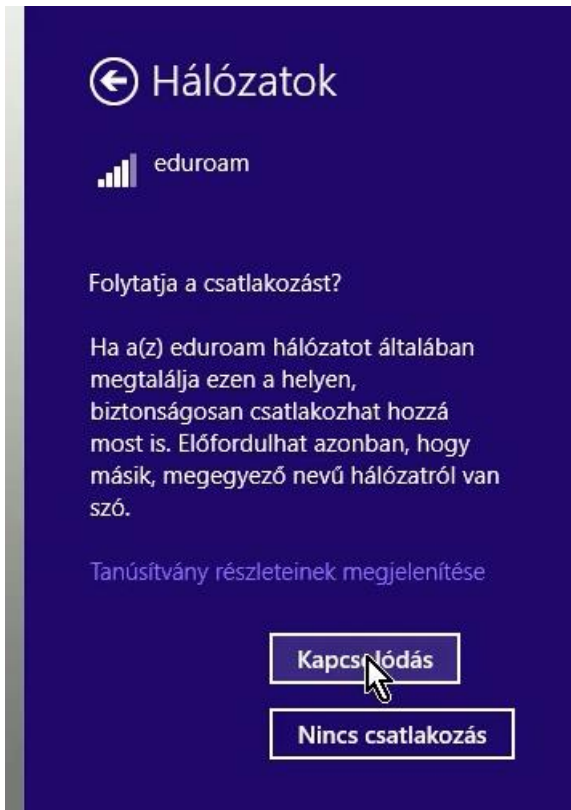 Hálózatok
eduroam
Folytatja a csatlakozást?
Ha a(z) eduroam hálózatot általában
megtalálja ezen a helyen,
biztonságosan csatlakozhat hozzá
most is. Előfordulhat azonban, hogy
másik, megegyező nevű hálózatról van
szó.
Tanúsítvány részleteinek megjelenítése
Kapcsolódás
Nincs csatlakozás